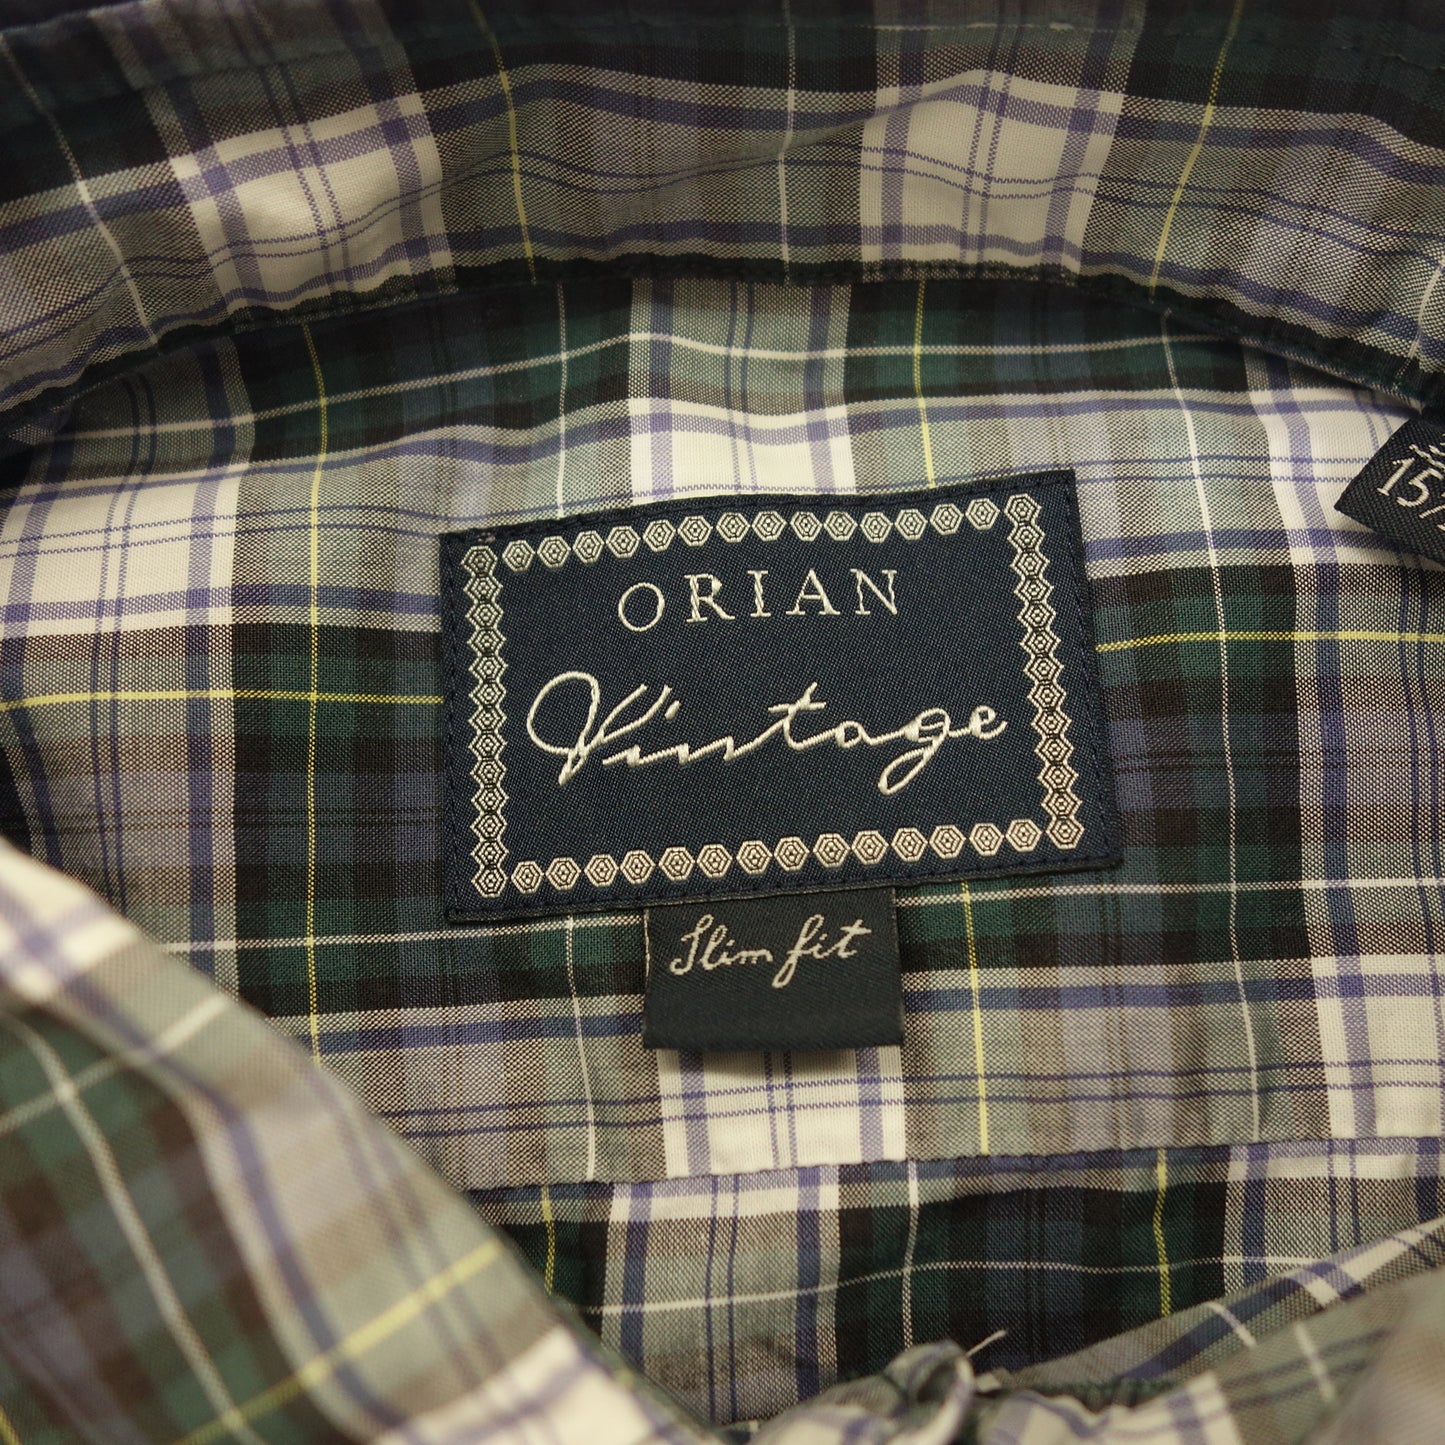 ORIAN
Vintage
Slim fit
15